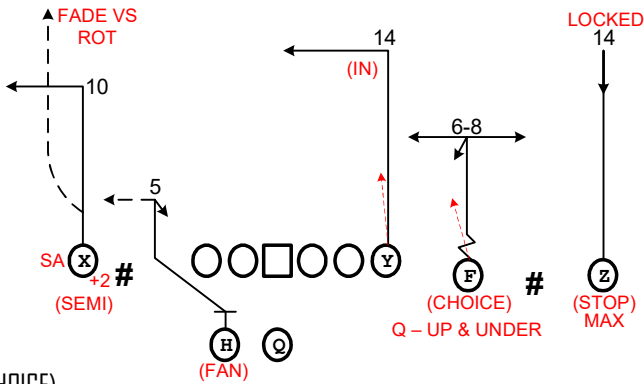 FADE VS
ROT
LOCKED
14
14
(IN)
10
6-8
5
SA X
+2
#
(SEMI)
Y
F
(CHOICE)
Q – UP & UNDER
#
Z
(STOP)
MAX
H
(FAN)
Q